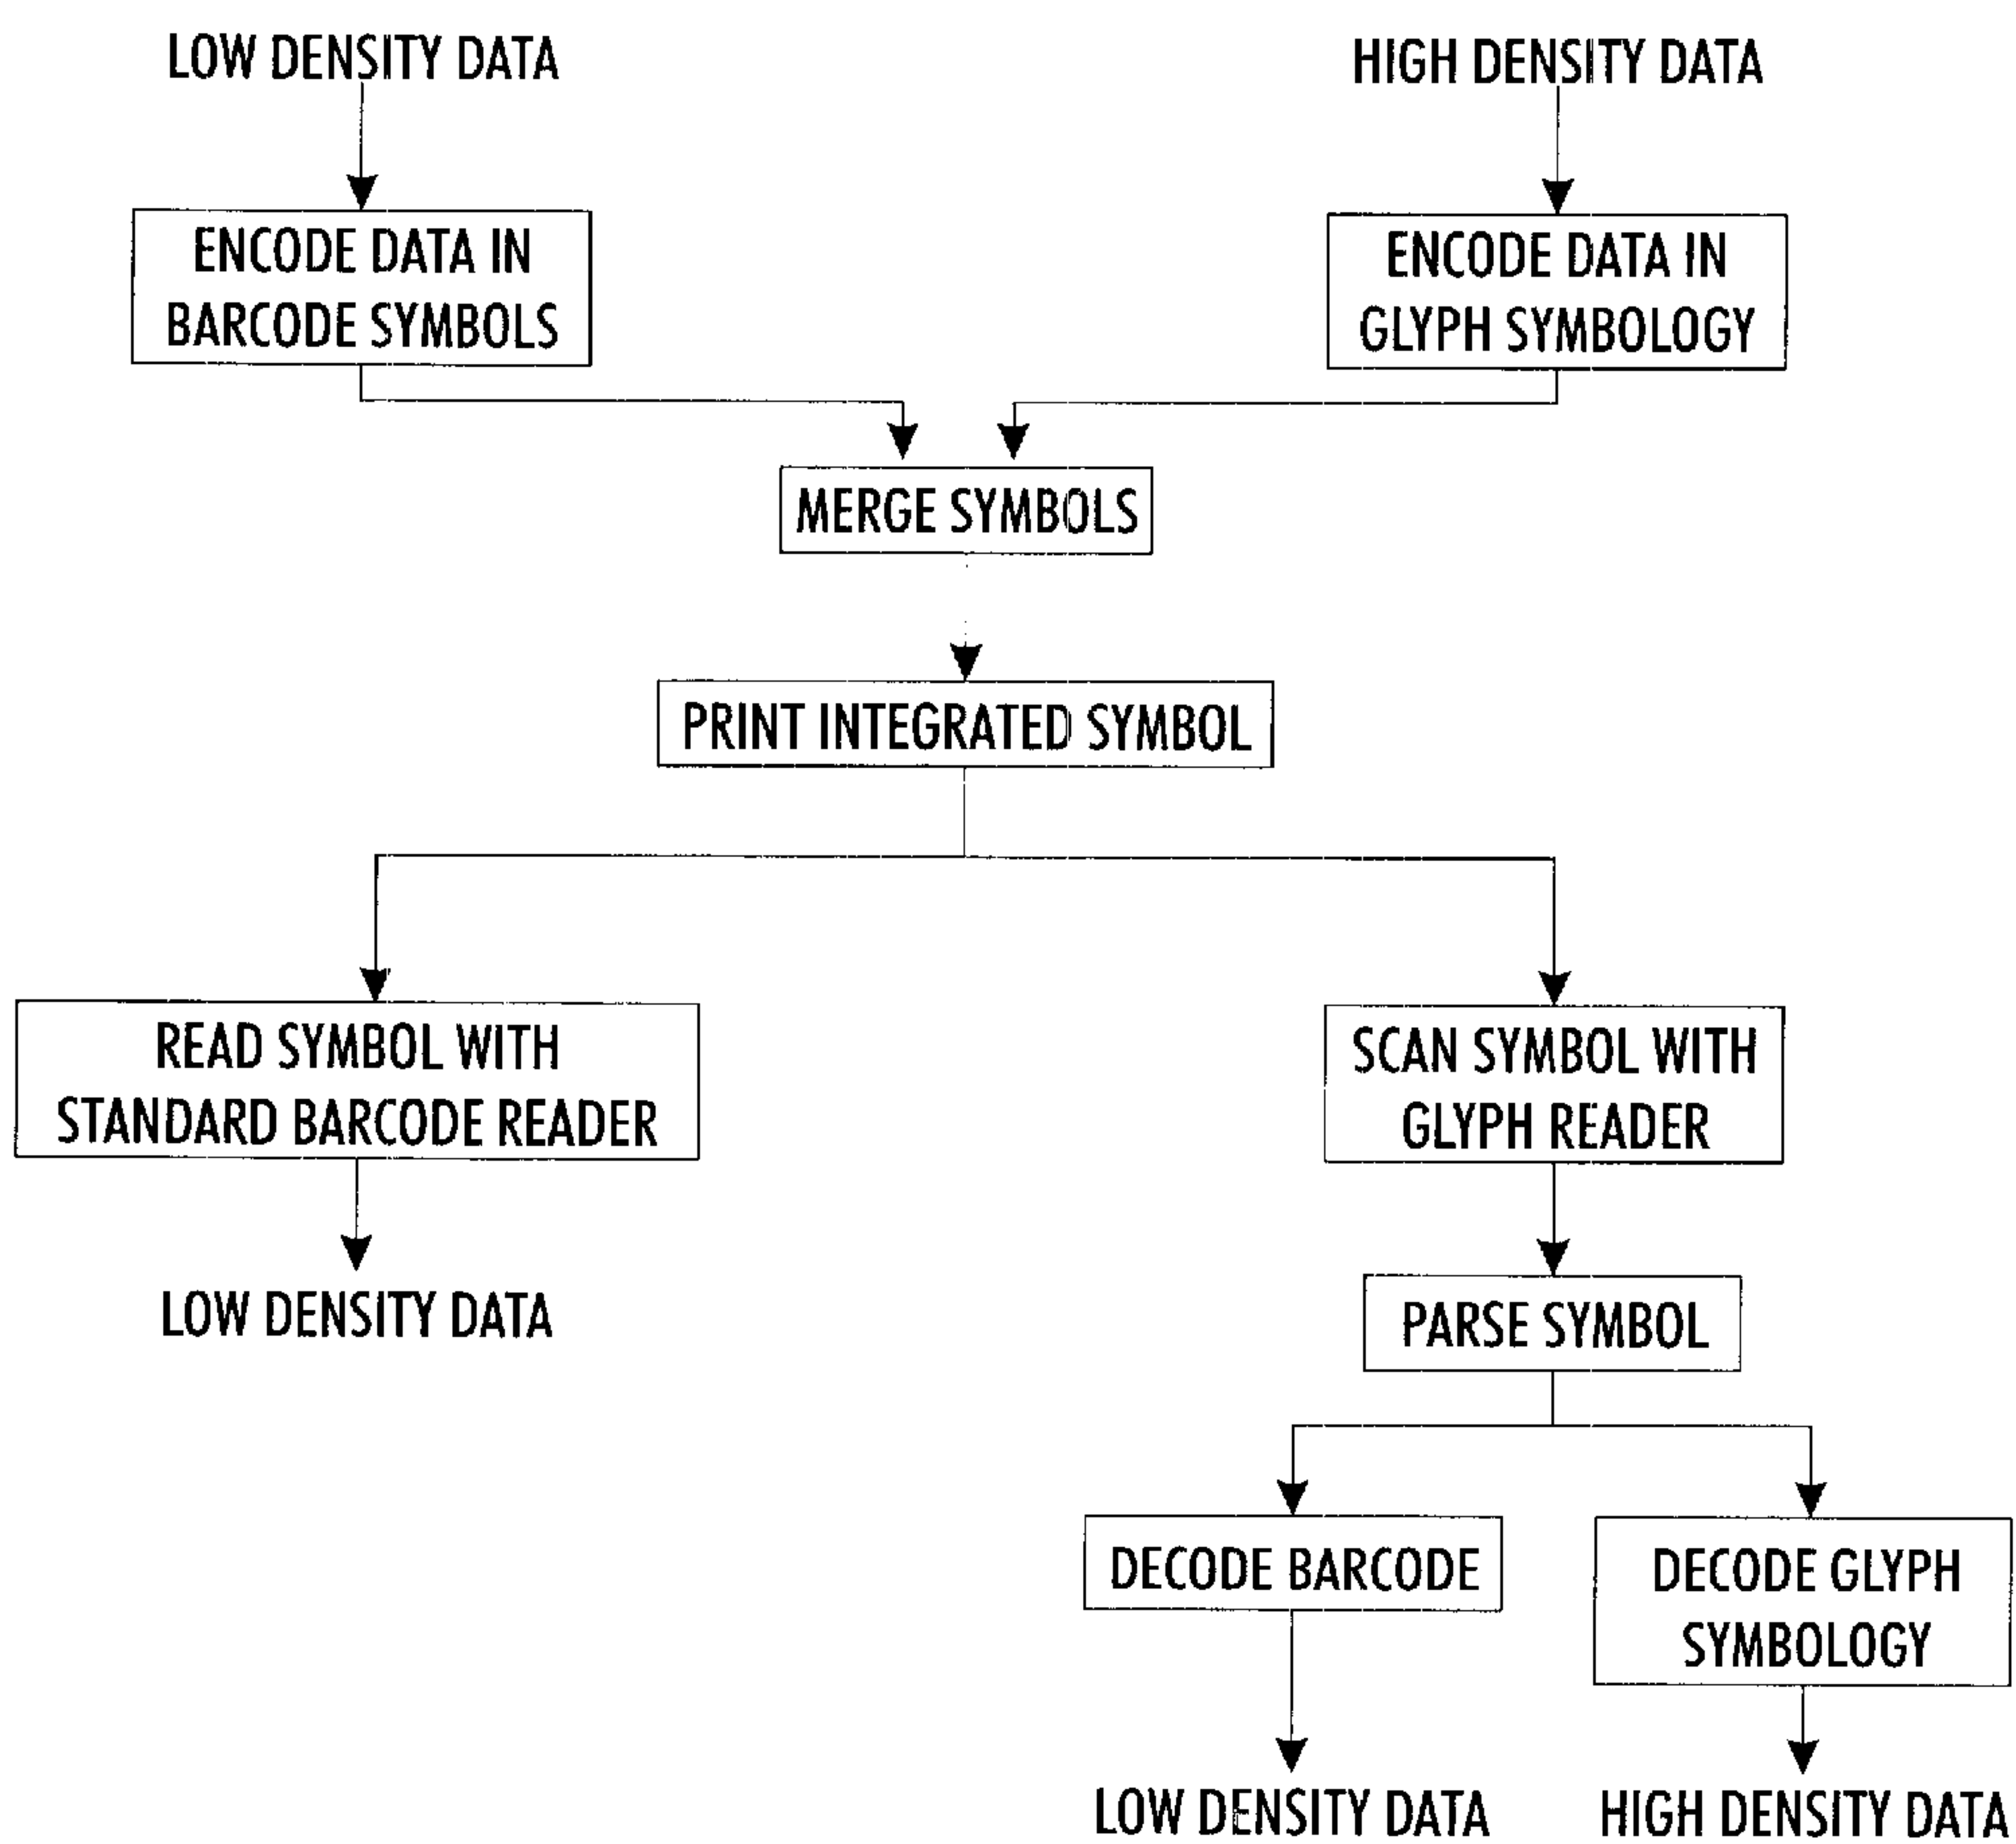 LOW DENSITY DATA
HIGH DENSITY DATA
ENCODE DATA IN
BARCODE SYMBOLS
ENCODE DATA IN
GLYPH SYMBOLOGY
MERGE SYMBOLS
PRINT INTEGRATED SYMBOL
READ SYMBOL WITH
STANDARD BARCODE READER
SCAN SYMBOL WITH
GLYPH READER
LOW DENSITY DATA
PARSE SYMBOL
DECODE BARCODE
DECODE GLYPH
SYMBOLOGY
LOW DENSITY DATA
HIGH DENSITY DATA